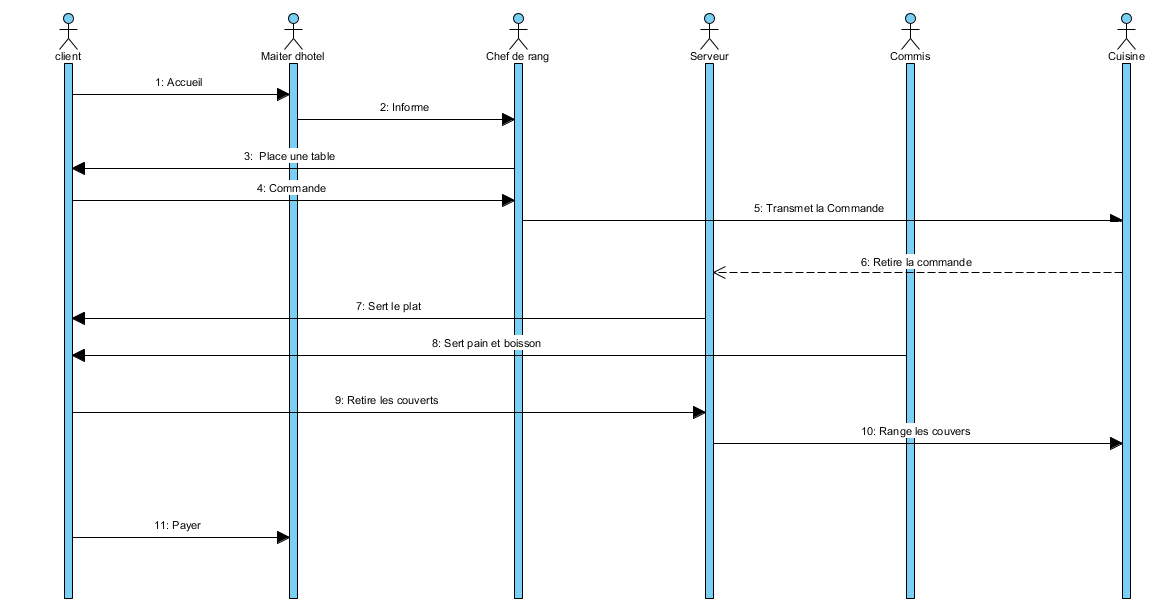 client
Maiter dhotel
Chef de rang
Serveur
Commis
Cuisine
1: Accueil
2: Informe
3:  Place une table
4: Commande
5: Transmet la Commande
6: Retire la commande
7: Sert le plat
8: Sert pain et boisson
9: Retire les couverts
10: Range les couvers
11: Payer